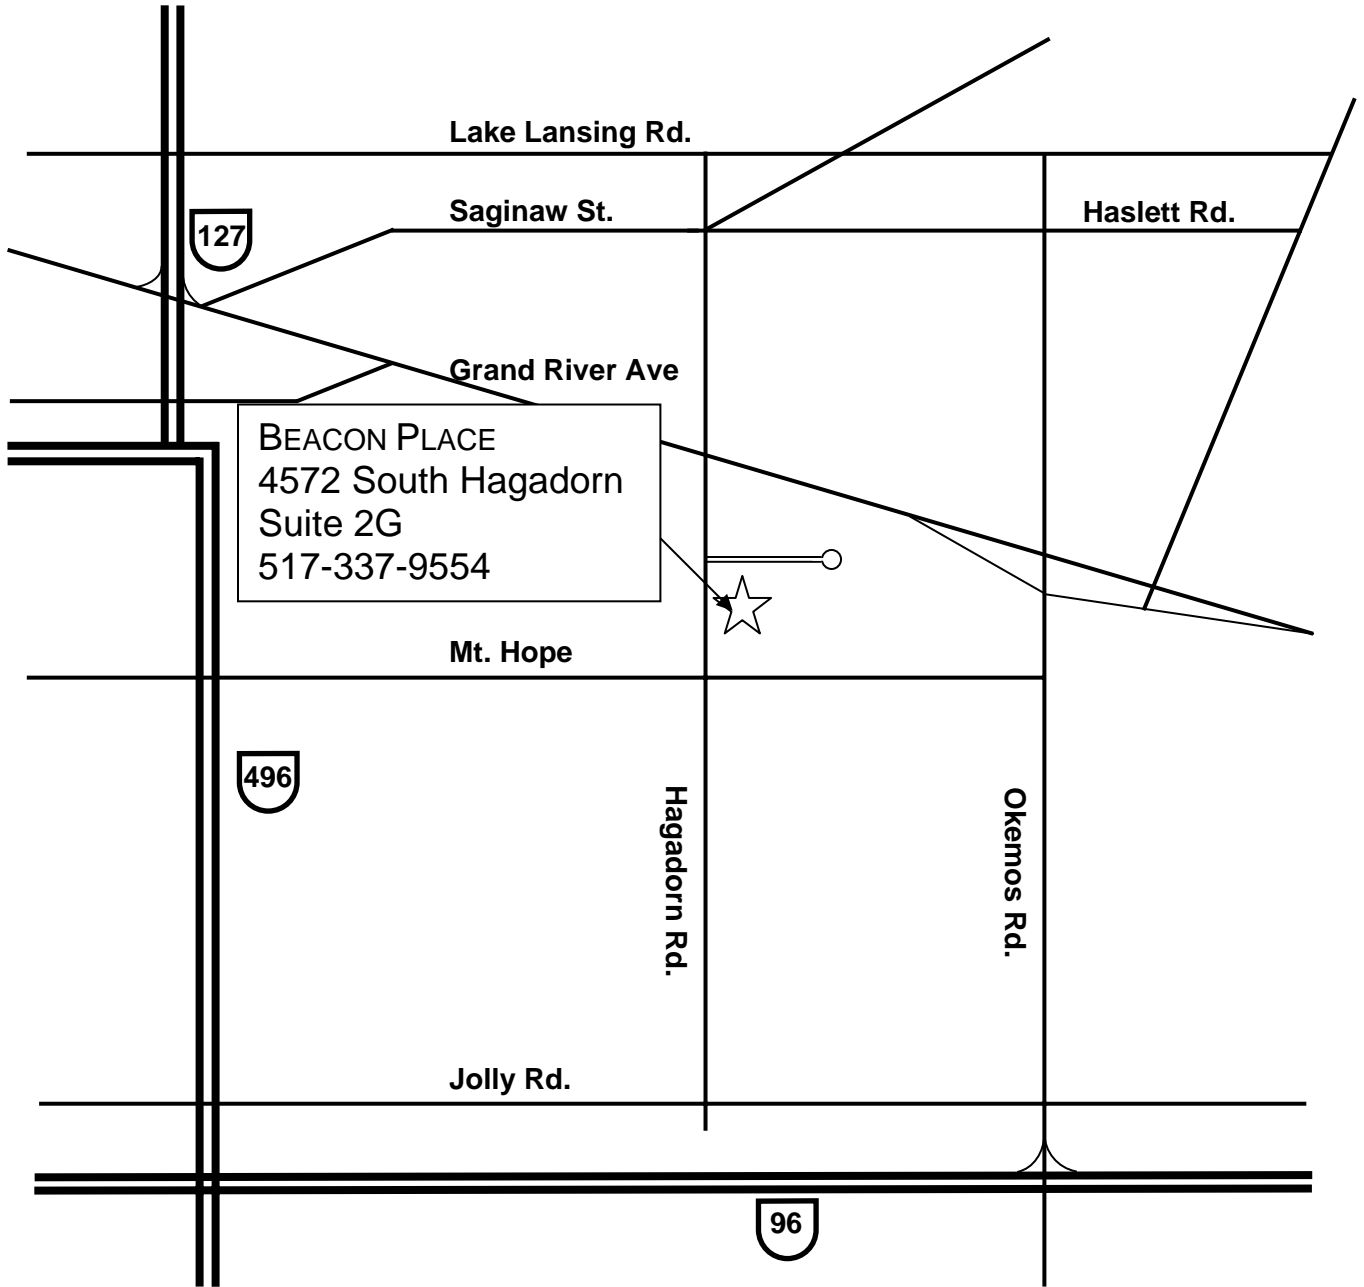 Lake Lansing Rd.
Saginaw St.
Haslett Rd.
127
Grand River Ave
BEACON PLACE
4572 South Hagadorn
Suite 2G
517-337-9554
Mt. Hope
496
Hagadorn Rd.
Okemos Rd.
Jolly Rd.
96